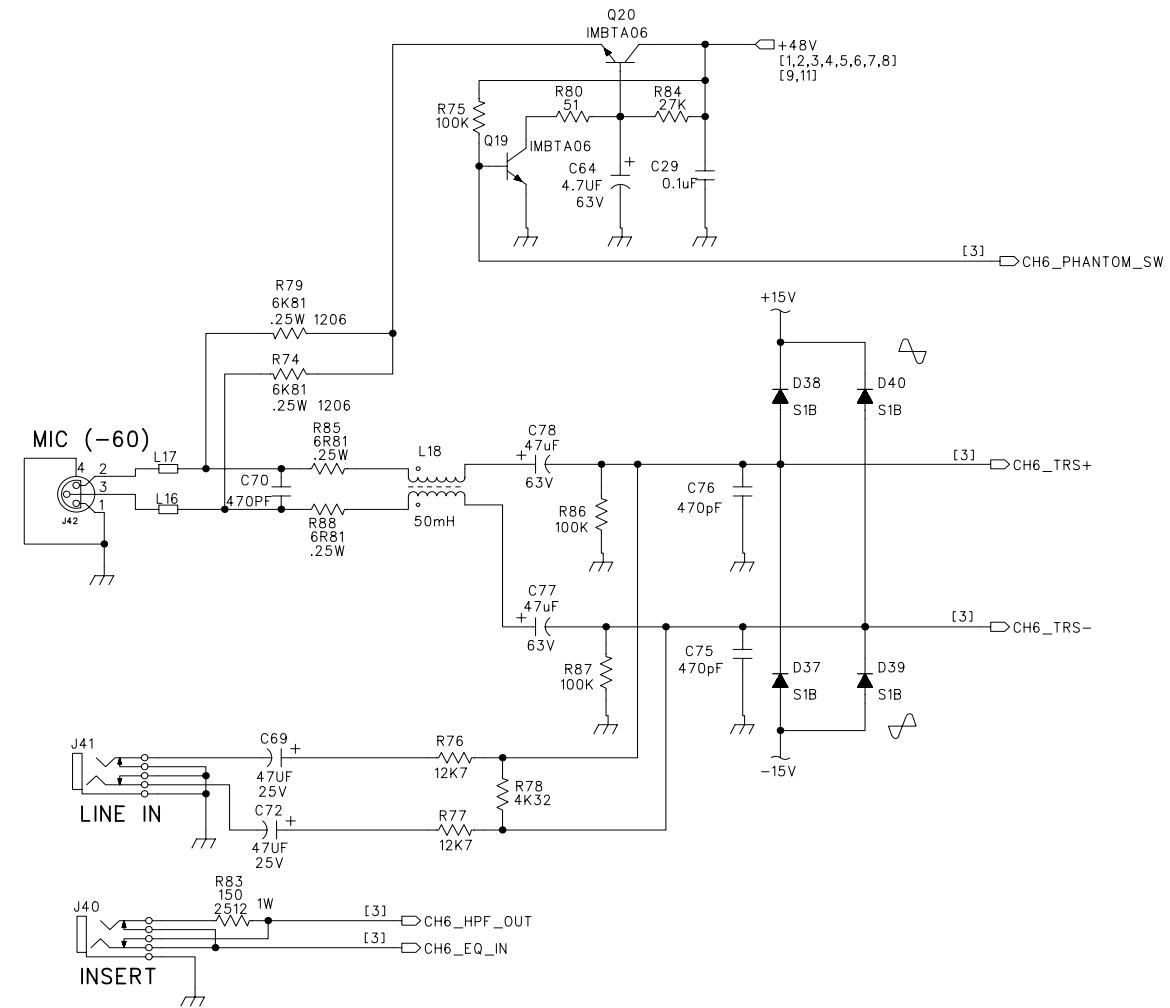 Q20
IMBTA06
+48V
[1,2,3,4,5,6,7,8]
[9,11]
R75
100K
R80
51
R84
27K
Q19
IMBTA06
C64
4.7UF
63V
+
C29
0.1uF
[3]
CH6_PHANTOM_SW
R79
6K81
.25W 1206
R74
6K81
.25W 1206
+15V
D38
S1B
D40
S1B
MIC (-60)
L17
L16
4
2
3
1
J42
C70
470PF
R85
6R81
.25W
R88
6R81
.25W
L18
50mH
C78
47uF
+
63V
R86
100K
C76
470pF
[3]
CH6_TRS+
C77
47uF
+
63V
R87
100K
C75
470pF
[3]
CH6_TRS-
D37
S1B
D39
S1B
-15V
J41
LINE IN
C69
+
47UF
25V
C72
+
47UF
25V
R76
12K7
R78
4K32
R77
12K7
J40
INSERT
R83
150
2512
1W
[3]
CH6_HPF_OUT
[3]
CH6_EQ_IN